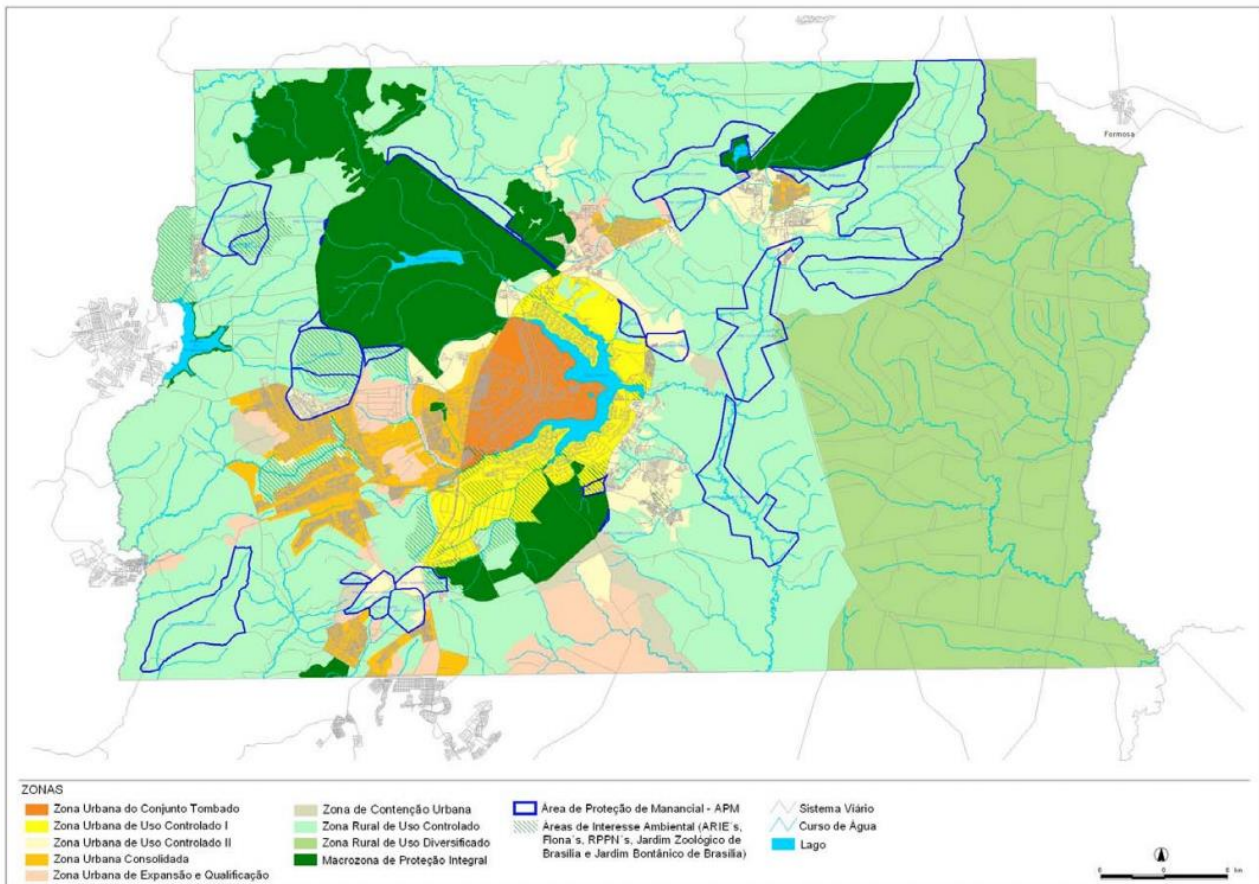 Formosa
ZONAS
Zona Urbana do Conjunto Tombado
Zona Urbana de Uso Controlado I
Zona Urbana de Uso Controlado II
Zona Urbana Consolidada
Zona Urbana de Expansão e Qualificação
Zona de Contenção Urbana
Zona Rural de Uso Controlado
Zona Rural de Uso Diversificado
Macrozona de Proteção Integral
Área de Proteção de Manancial - APM
Áreas de Interesse Ambiental (ARIE´s,
Flona´s, RPPN´s, Jardim Zoológico de
Brasília e Jardim Bontânico de Brasília)
Sistema Viário
Curso de Água
Lago
km